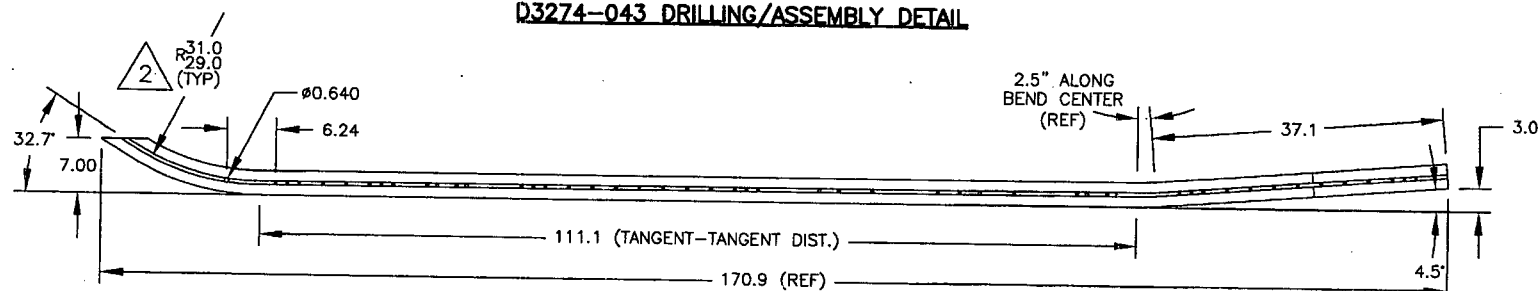 D3274-043 DRILLING/ASSEMBLY DETAIL
2
R31.0
29.0
(TYP)
ø0.640
6.24
32.7°
7.00
2.5" ALONG
BEND CENTER
(REF)
37.1
3.0
111.1 (TANGENT-TANGENT DIST.)
170.9 (REF)
4.5°